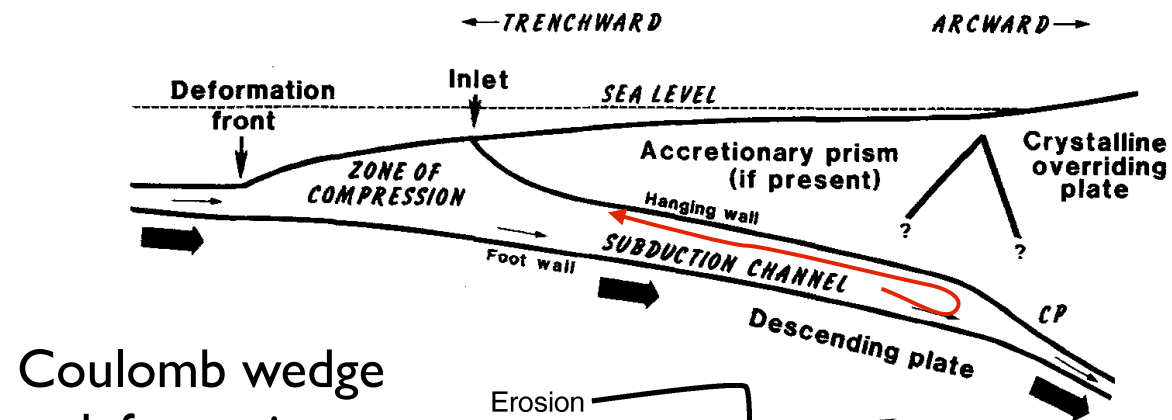 TRENCHWARD
ARCWARD
Inlet
Deformation
front
SEA LEVEL
Crystalline
overriding
plate
Accretionary prism
(if present)
ZONE OF
COMPRESSION
Hanging wall
?
?
SUBDUCTION CHANNEL
Foot wall
CP
Descending plate
Coulomb wedge
Erosion